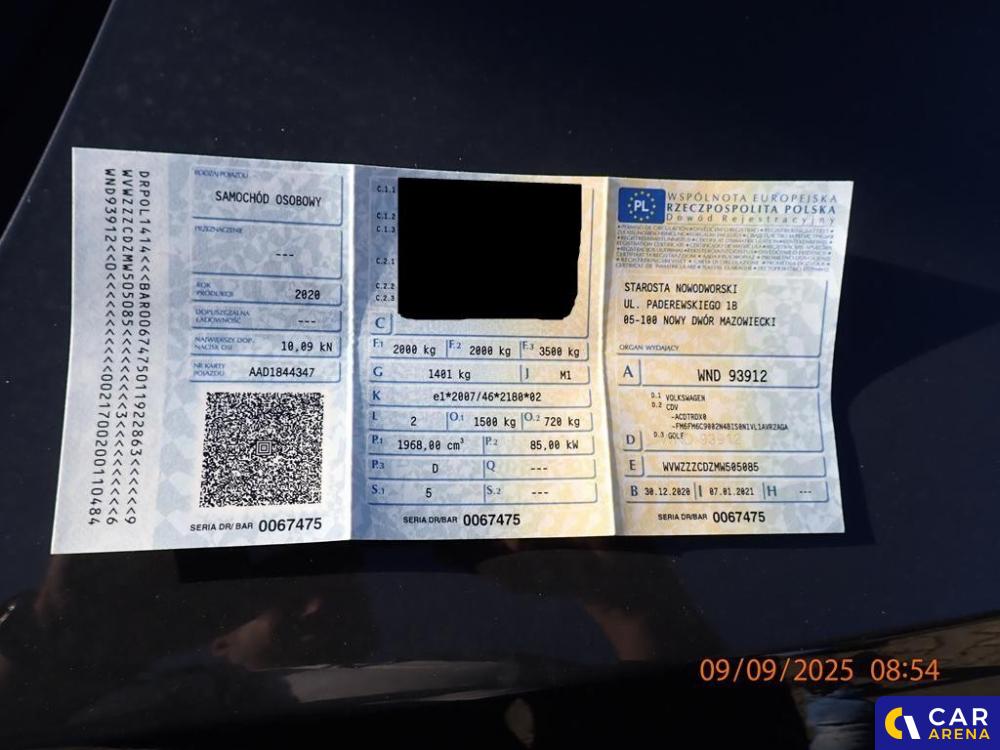 DRPOL1414<<BAR00674750119228​63<<<<<<9
WVWZZZCDZMW505085<<<<<<<3<<<<<<<<<<
WND93912<0<<<<<<<<<002170020110484
RODZAJ POJAZDU
SAMOCHÓD OSOBOWY
PRZEZNACZENIE
---
ROK PRODUKCJI
2020
DOPUSZCZALNA ŁADOWNOŚĆ
---
NAJWIĘKSZY DOP. NACISK OSI
10,09 kN
NR KARTY POJAZDU
AAD1844347
SERIA DR/BAR 0067475
C.1.1
C.1.2
C.1.3
C.2.1
C.2.2
C.2.3
C
F.1 2000 kg F.2 2000 kg F.3 3500 kg
G 1401 kg J M1
K e1*2007/46*2180*02
L 2 O.1 1500 kg O.2 720 kg
P.1 1968,00 cm³ P.2 85,00 kW
P.3 D Q ---
S.1 5 S.2 ---
SERIA DR/BAR 0067475
PL
WSPÓLNOTA EUROPEJSKA
RZECZPOSPOLITA POLSKA
Dowód Rejestracyjny
STAROSTA NOWODWORSKI
UL. PADEREWSKIEGO 1B
05-100 NOWY DWÓR MAZOWIECKI
ORGAN WYDAJĄCY
A WND 93912
D.1 VOLKSWAGEN
D.2 CDV
-ACDTRDX0
-FM6FM6C9002N4BIS0N1VL1AVRZAGA
D D.3 GOLF
E WVWZZZCDZMW505085
B 30.12.2020 I 07.01.2021 H ---
SERIA DR/BAR 0067475
09/09/2025 08:54
CAR
ARENA